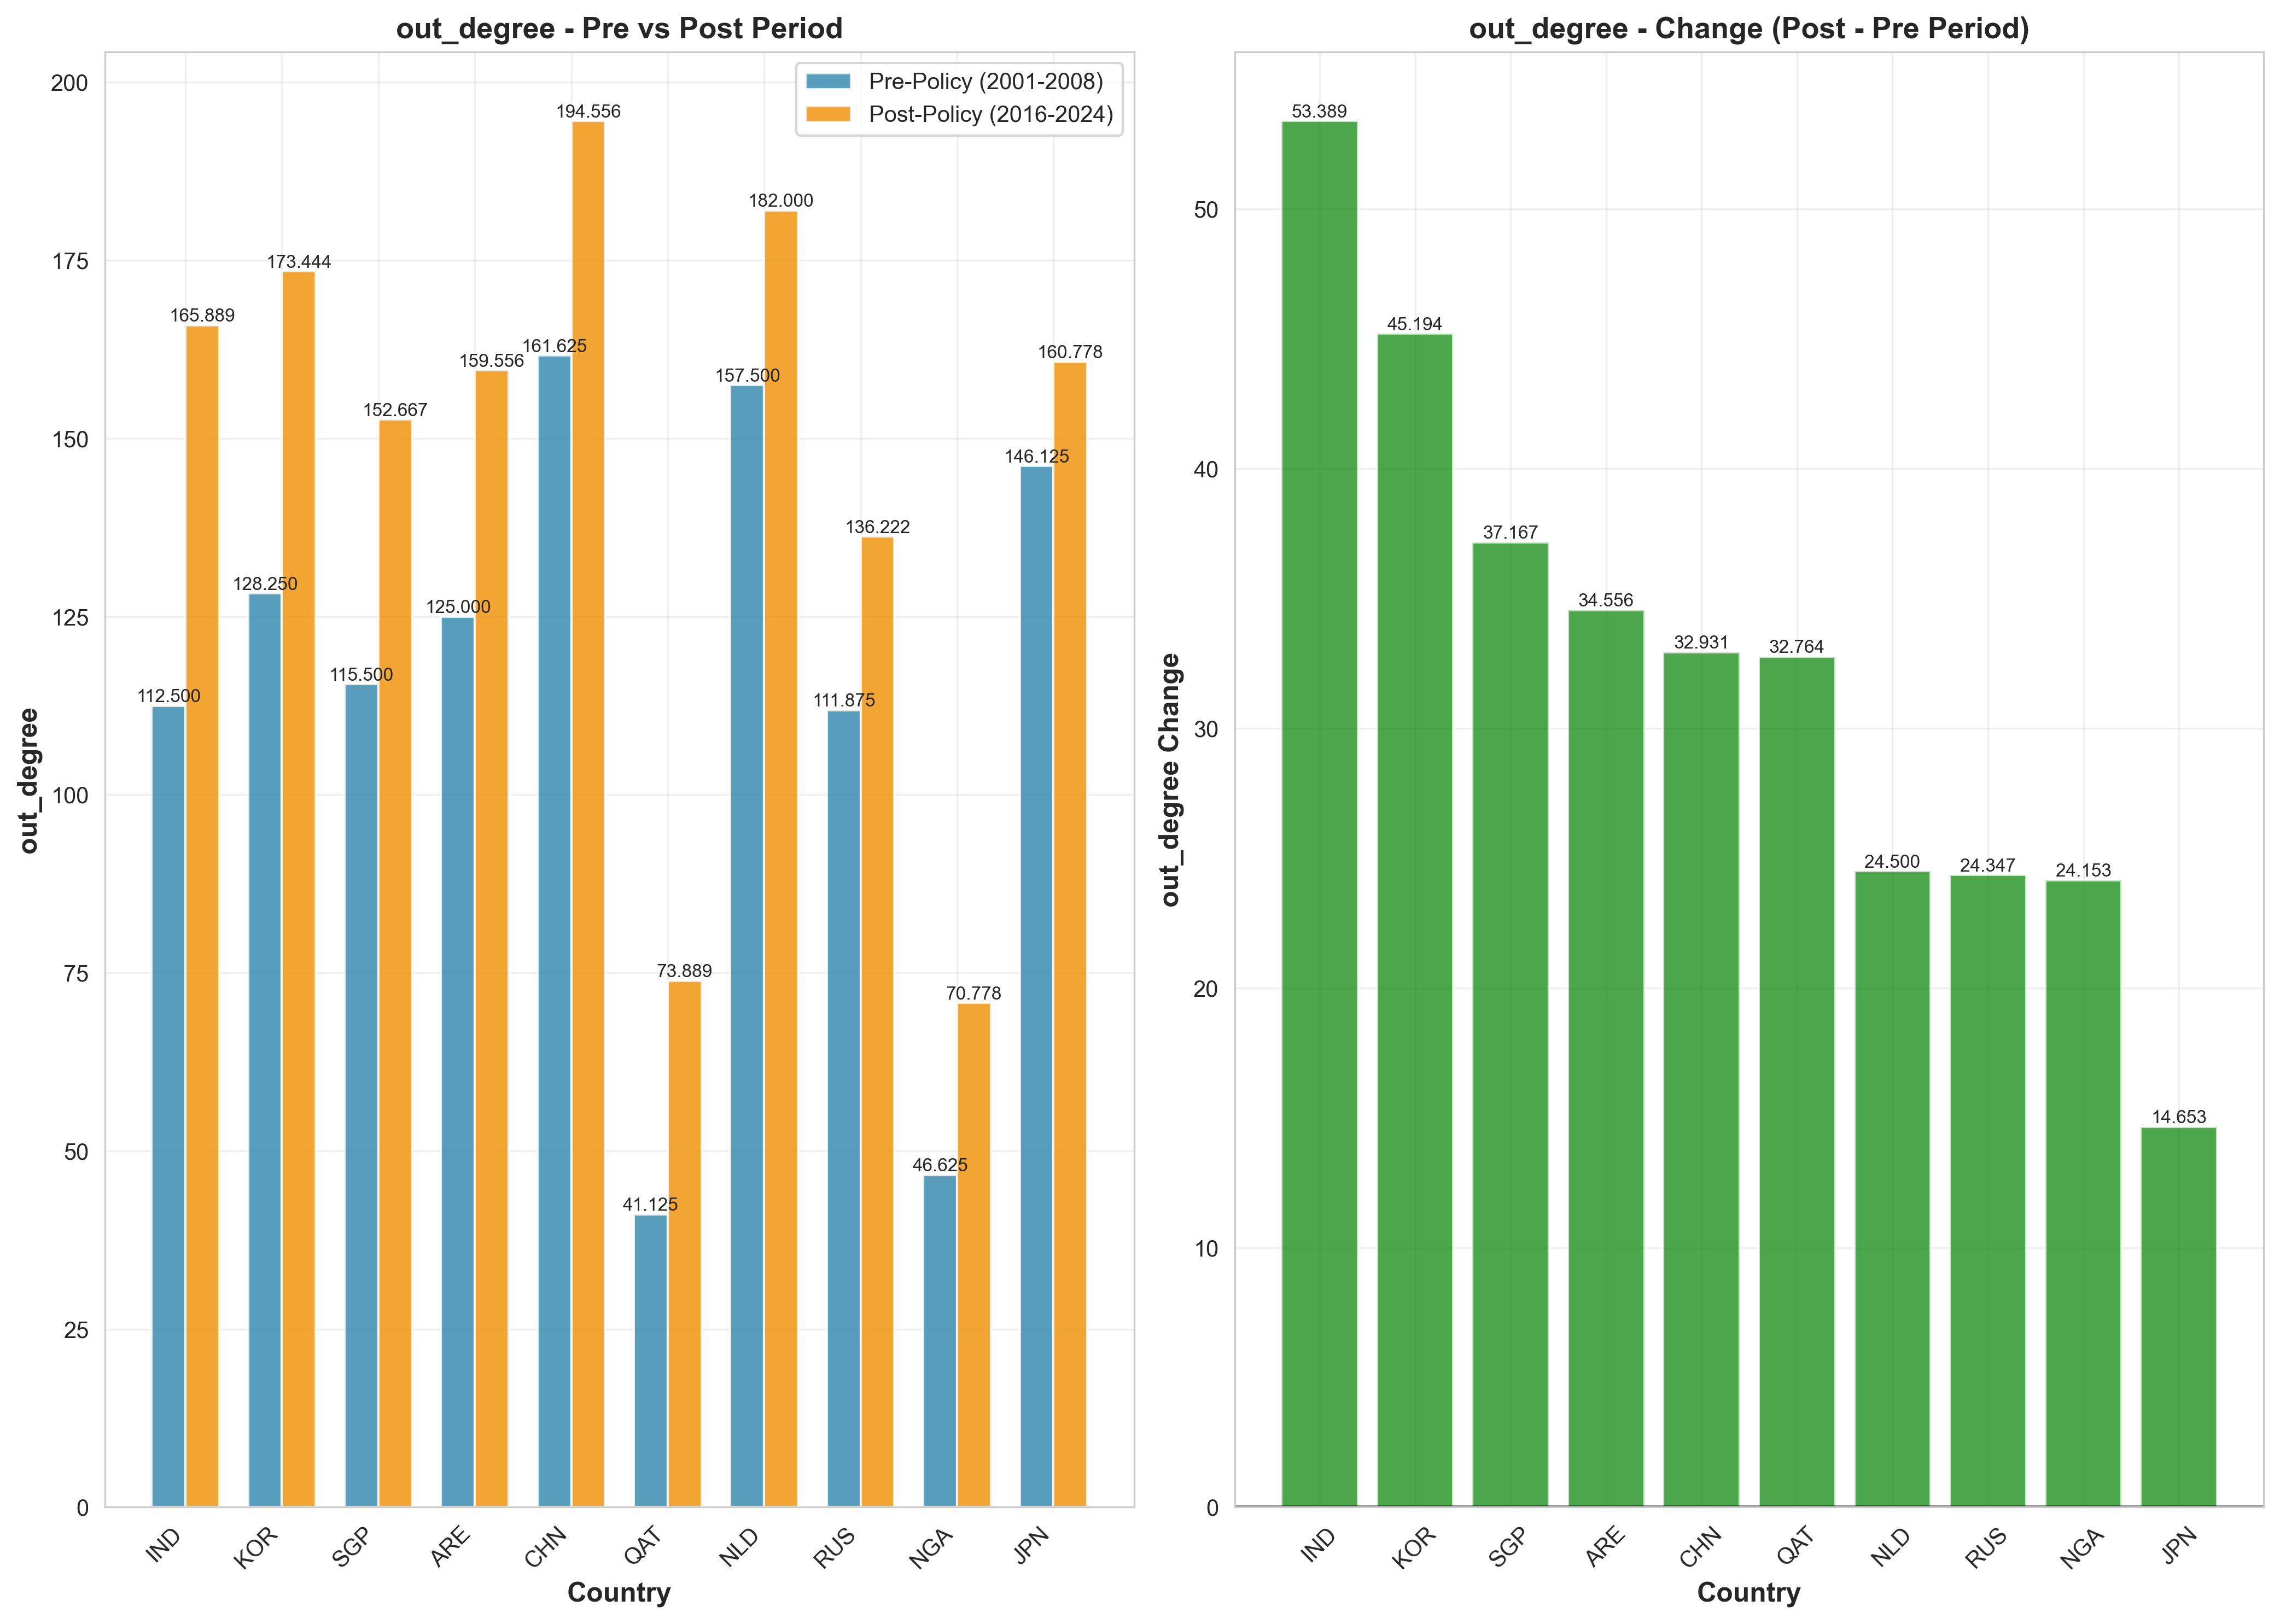 out_degree - Pre vs Post Period
Pre-Policy (2001-2008)
Post-Policy (2016-2024)
out_degree
200
175
150
125
100
75
50
25
0
112.500
165.889
128.250
173.444
115.500
152.667
125.000
159.556
161.625
194.556
41.125
73.889
157.500
182.000
111.875
136.222
46.625
70.778
146.125
160.778
IND
KOR
SGP
ARE
CHN
QAT
NLD
RUS
NGA
JPN
Country
out_degree - Change (Post - Pre Period)
out_degree Change
50
40
30
20
10
0
53.389
45.194
37.167
34.556
32.931
32.764
24.500
24.347
24.153
14.653
IND
KOR
SGP
ARE
CHN
QAT
NLD
RUS
NGA
JPN
Country